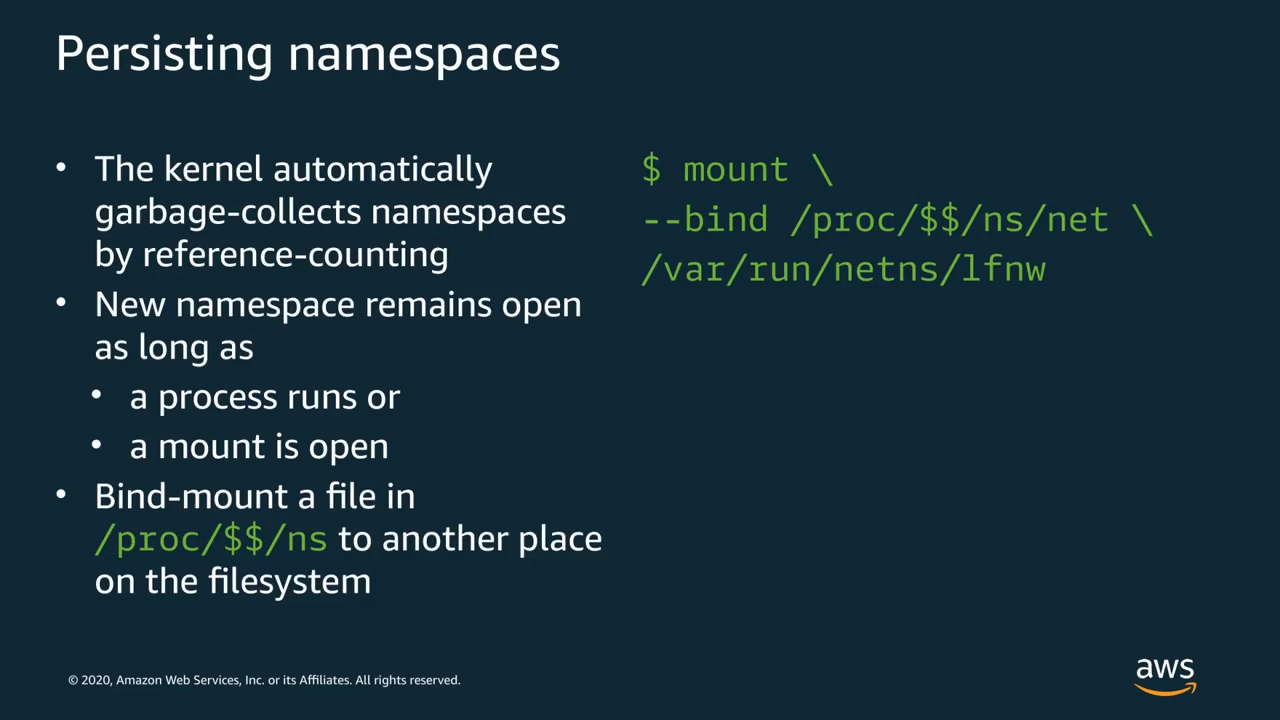 Persisting namespaces
• The kernel automatically
garbage-collects namespaces
by reference-counting
• New namespace remains open
as long as
• a process runs or
• a mount is open
• Bind-mount a file in
/proc/$$/ns to another place
on the filesystem
$ mount \
--bind /proc/$$/ns/net \
/var/run/netns/lfnw
© 2020, Amazon Web Services, Inc. or its Affiliates. All rights reserved.
aws